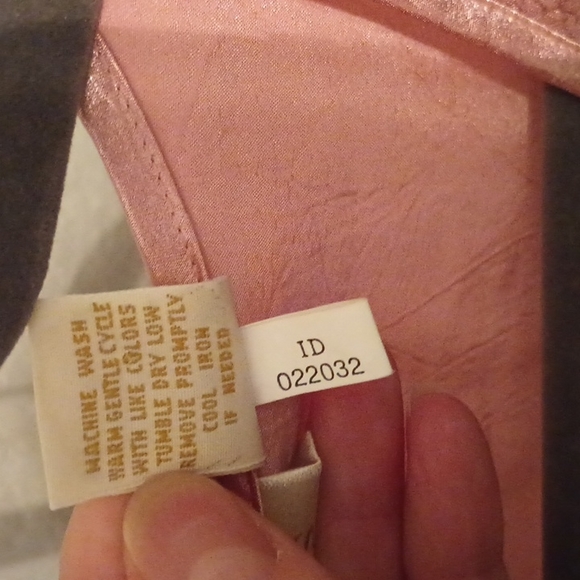 MACHINE WASH
WARM GENTLE CYCLE
WITH LIKE COLORS
TUMBLE DRY LOW
REMOVE PROMPTLY
COOL IRON
IF NEEDED
ID
022032